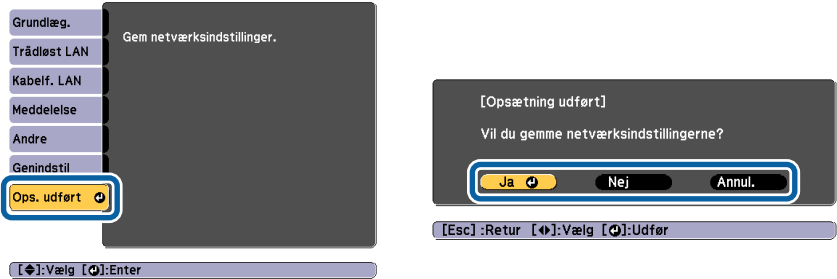 Grundlæg.
Trådløst LAN
Kabelf. LAN
Meddelelse
Andre
Genindstil
Ops. udført
Gem netværksindstillinger.
[◆]:Vælg [↵]:Enter
[Opsætning udført]
Vil du gemme netværksindstillingerne?
Ja Nej Annul.
[Esc] :Retur [◆]:Vælg [↵]:Udfør